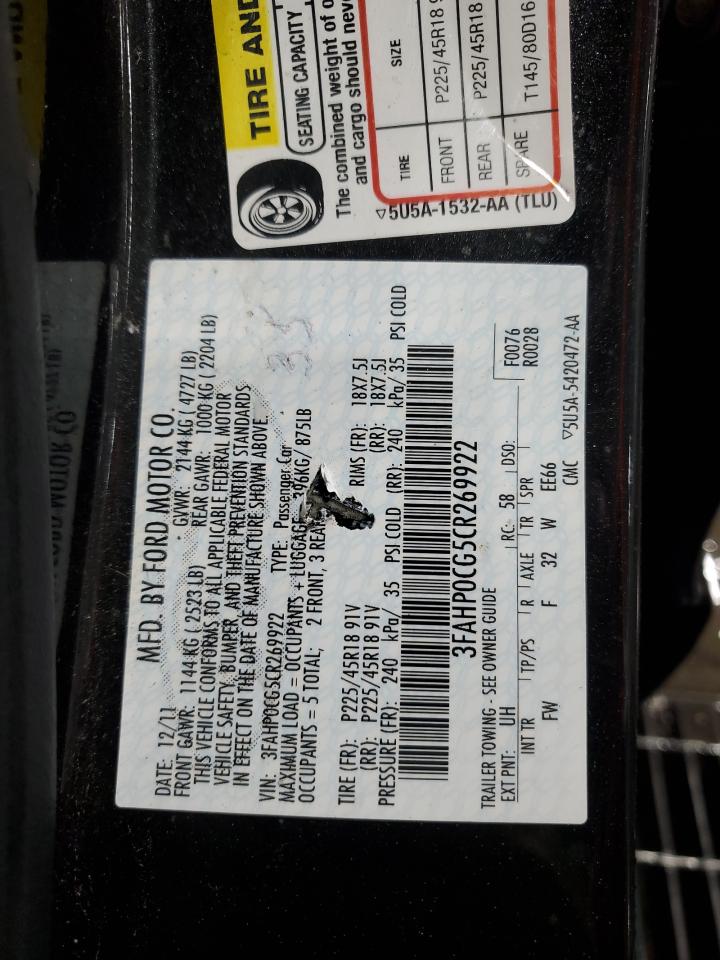 TIRE AND
SEATING CAPACITY
The combined weight of o
and cargo should neve
TIRE SIZE
FRONT P225/45R18 9
REAR P225/45R18
SPARE T145/80D16
5U5A-1532-AA (TLU)
MFD. BY FORD MOTOR CO.
DATE: 12/11 GVWR: 2144 KG ( 4727 LB)
FRONT GAWR: 1144 KG ( 2523 LB) REAR GAWR: 1000 KG ( 2204 LB)
THIS VEHICLE CONFORMS TO ALL APPLICABLE FEDERAL MOTOR
VEHICLE SAFETY, BUMPER, AND THEFT PREVENTION STANDARDS
IN EFFECT ON THE DATE OF MANUFACTURE SHOWN ABOVE.
VIN: 3FAHP0CG5CR269922 TYPE: Passenger Car
MAXIMUM LOAD = OCCUPANTS + LUGGAGE = 396KG/ 875LB
OCCUPANTS = 5 TOTAL; 2 FRONT, 3 REA
TIRE (FR): P225/45R18 91V RIMS (FR): 18X7.5J
(RR): P225/45R18 91V (RR): 18X7.5J
PRESSURE (FR): 240 kPa/ 35 PSI COLD (RR): 240 kPa/ 35 PSI COLD
3FAHP0CG5CR269922
TRAILER TOWING - SEE OWNER GUIDE
EXT PNT: UH RC: 58 DSO: F0076
R0028
INT TR TP/PS R AXLE TR SPR
FW F 32 W EE66
CMC 5U5A-5420472-AA